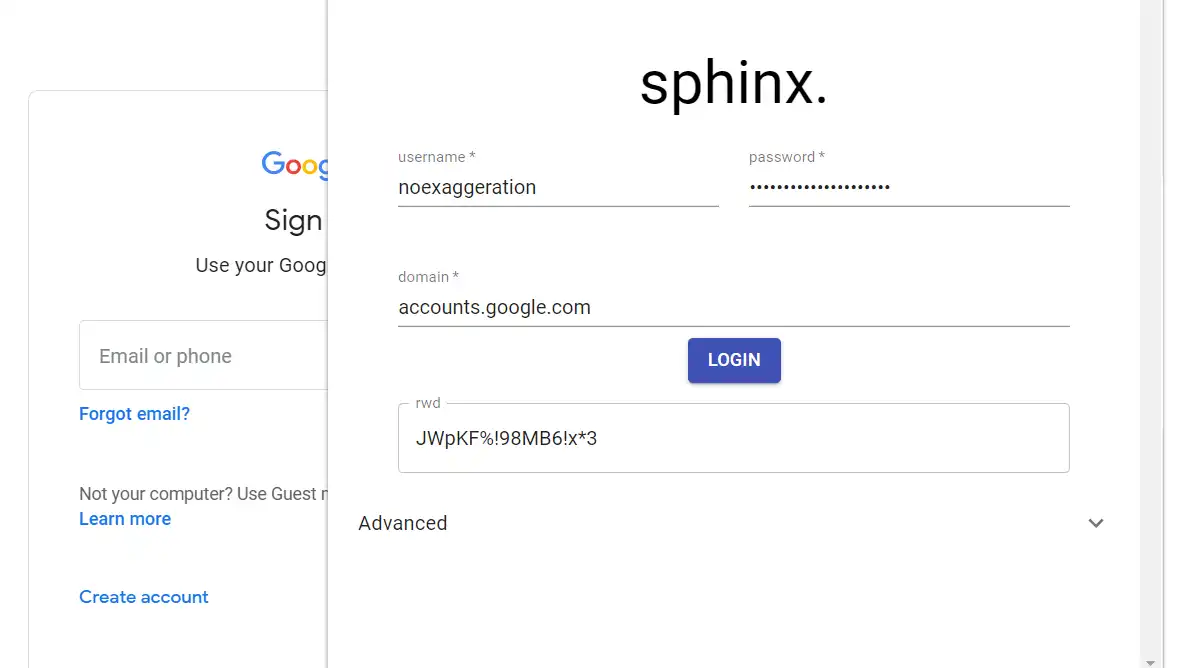 Goog
Sign
Use your Goog
Email or phone
Forgot email?
Not your computer? Use Guest
Learn more
Create account
sphinx.
username *
noexaggeration
password *
•••••••••••••••••••••
domain *
accounts.google.com
LOGIN
rwd
JWpKF%!98MB6!x*3
Advanced